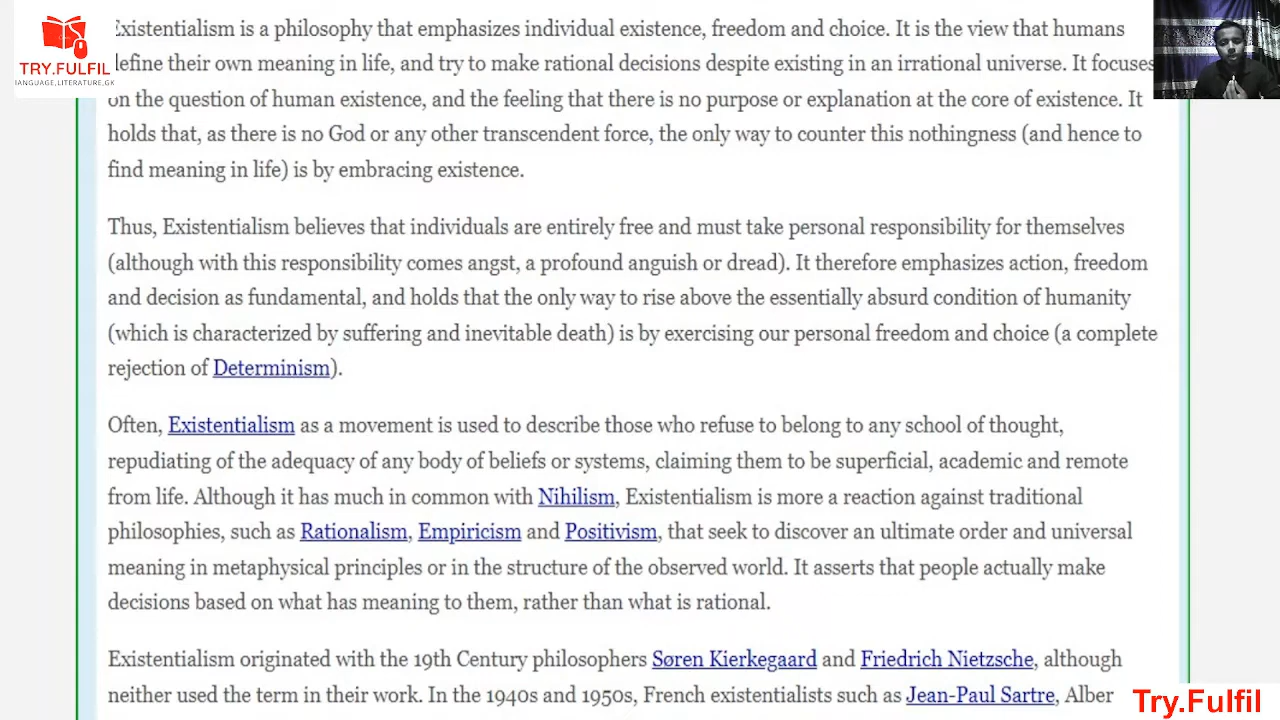 TRY.FULFIL
LANGUAGE,LITERATURE,GK
Existentialism is a philosophy that emphasizes individual existence, freedom and choice. It is the view that humans
define their own meaning in life, and try to make rational decisions despite existing in an irrational universe. It focuses
on the question of human existence, and the feeling that there is no purpose or explanation at the core of existence. It
holds that, as there is no God or any other transcendent force, the only way to counter this nothingness (and hence to
find meaning in life) is by embracing existence.
Thus, Existentialism believes that individuals are entirely free and must take personal responsibility for themselves
(although with this responsibility comes angst, a profound anguish or dread). It therefore emphasizes action, freedom
and decision as fundamental, and holds that the only way to rise above the essentially absurd condition of humanity
(which is characterized by suffering and inevitable death) is by exercising our personal freedom and choice (a complete
rejection of Determinism).
Often, Existentialism as a movement is used to describe those who refuse to belong to any school of thought,
repudiating of the adequacy of any body of beliefs or systems, claiming them to be superficial, academic and remote
from life. Although it has much in common with Nihilism, Existentialism is more a reaction against traditional
philosophies, such as Rationalism, Empiricism and Positivism, that seek to discover an ultimate order and universal
meaning in metaphysical principles or in the structure of the observed world. It asserts that people actually make
decisions based on what has meaning to them, rather than what is rational.
Existentialism originated with the 19th Century philosophers Søren Kierkegaard and Friedrich Nietzsche, although
neither used the term in their work. In the 1940s and 1950s, French existentialists such as Jean-Paul Sartre, Alber
Try.Fulfil